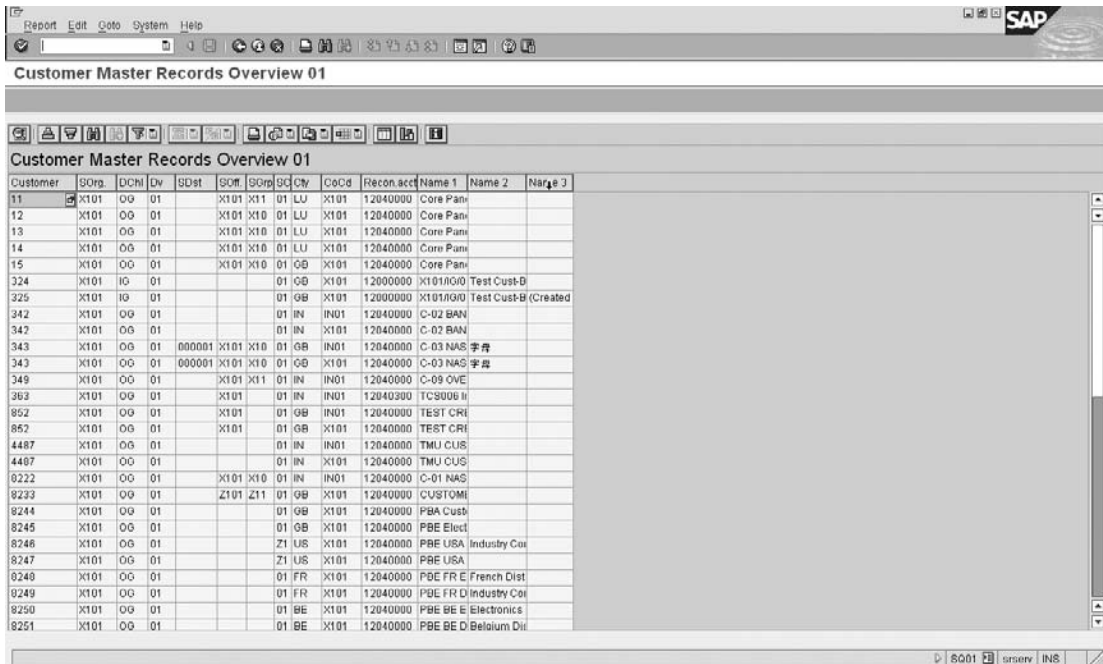 Report Edit Goto System Help
SAP
Customer Master Records Overview 01
Customer Master Records Overview 01
Customer SOrg. DChl Dv SDst SOff. SGrp SC Cty CoCd Recon.acct Name 1 Name 2 Name 3
11 X101 OG 01 X101 X11 01 LU X101 12040000 Core Pan
12 X101 OG 01 X101 X10 01 LU X101 12040000 Core Pan
13 X101 OG 01 X101 X10 01 LU X101 12040000 Core Pan
14 X101 OG 01 X101 X10 01 LU X101 12040000 Core Pan
15 X101 OG 01 X101 X10 01 GB X101 12040000 Core Pan
324 X101 IG 01 01 GB X101 12000000 X101/IG/0 Test Cust-B
325 X101 IG 01 01 GB X101 12000000 X101/IG/0 Test Cust-B (Created
342 X101 OG 01 01 IN IN01 12040000 C-02 BAN
342 X101 OG 01 01 IN X101 12040000 C-02 BAN
343 X101 OG 01 000001 X101 X10 01 GB IN01 12040000 C-03 NAS 字母
343 X101 OG 01 000001 X101 X10 01 GB X101 12040000 C-03 NAS 字母
349 X101 OG 01 X101 X11 01 IN IN01 12040000 C-09 OVE
363 X101 OG 01 X101 01 IN IN01 12040300 TCS006 I
852 X101 OG 01 X101 01 GB IN01 12040000 TEST CRE
852 X101 OG 01 X101 01 GB X101 12040000 TEST CRE
4487 X101 OG 01 01 IN IN01 12040000 TMU CUS
4487 X101 OG 01 01 IN X101 12040000 TMU CUS
8222 X101 OG 01 X101 X10 01 IN IN01 12040000 C-01 NAS
8233 X101 OG 01 Z101 Z11 01 GB X101 12040000 CUSTOME
8244 X101 OG 01 01 GB X101 12040000 PBA Cust
8245 X101 OG 01 01 GB X101 12040000 PBE Elect
8246 X101 OG 01 Z1 US X101 12040000 PBE USA Industry Co
8247 X101 OG 01 Z1 US X101 12040000 PBE USA
8248 X101 OG 01 01 FR X101 12040000 PBE FR E French Dist
8249 X101 OG 01 01 FR X101 12040000 PBE FR D Industry Co
8250 X101 OG 01 01 BE X101 12040000 PBE BE E Electronics
8251 X101 OG 01 01 BE X101 12040000 PBE BE D Belgium Di
SQ01 srserv INS